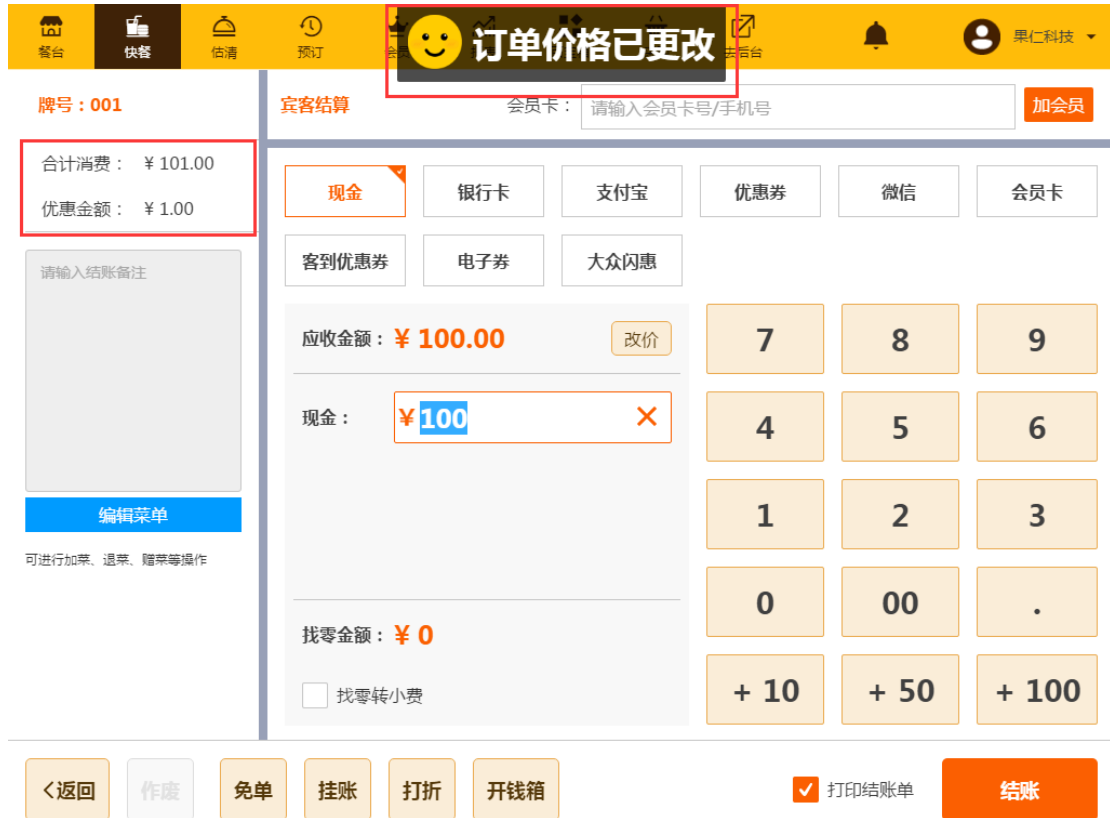 餐台 快餐 估清 预订 去后台 果仁科技
订单价格已更改
牌号：001
宾客结算 会员卡： 请输入会员卡号/手机号 加会员
合计消费： ¥ 101.00
优惠金额： ¥ 1.00
现金 银行卡 支付宝 优惠券 微信 会员卡
客到优惠券 电子券 大众闪惠
请输入结账备注
应收金额：¥ 100.00 改价
现金： ¥ 100
7 8 9
4 5 6
1 2 3
0 00 .
+ 10 + 50 + 100
编辑菜单
可进行加菜、退菜、赠菜等操作
找零金额：¥ 0
找零转小费
<返回 作废 免单 挂账 打折 开钱箱 打印结账单 结账